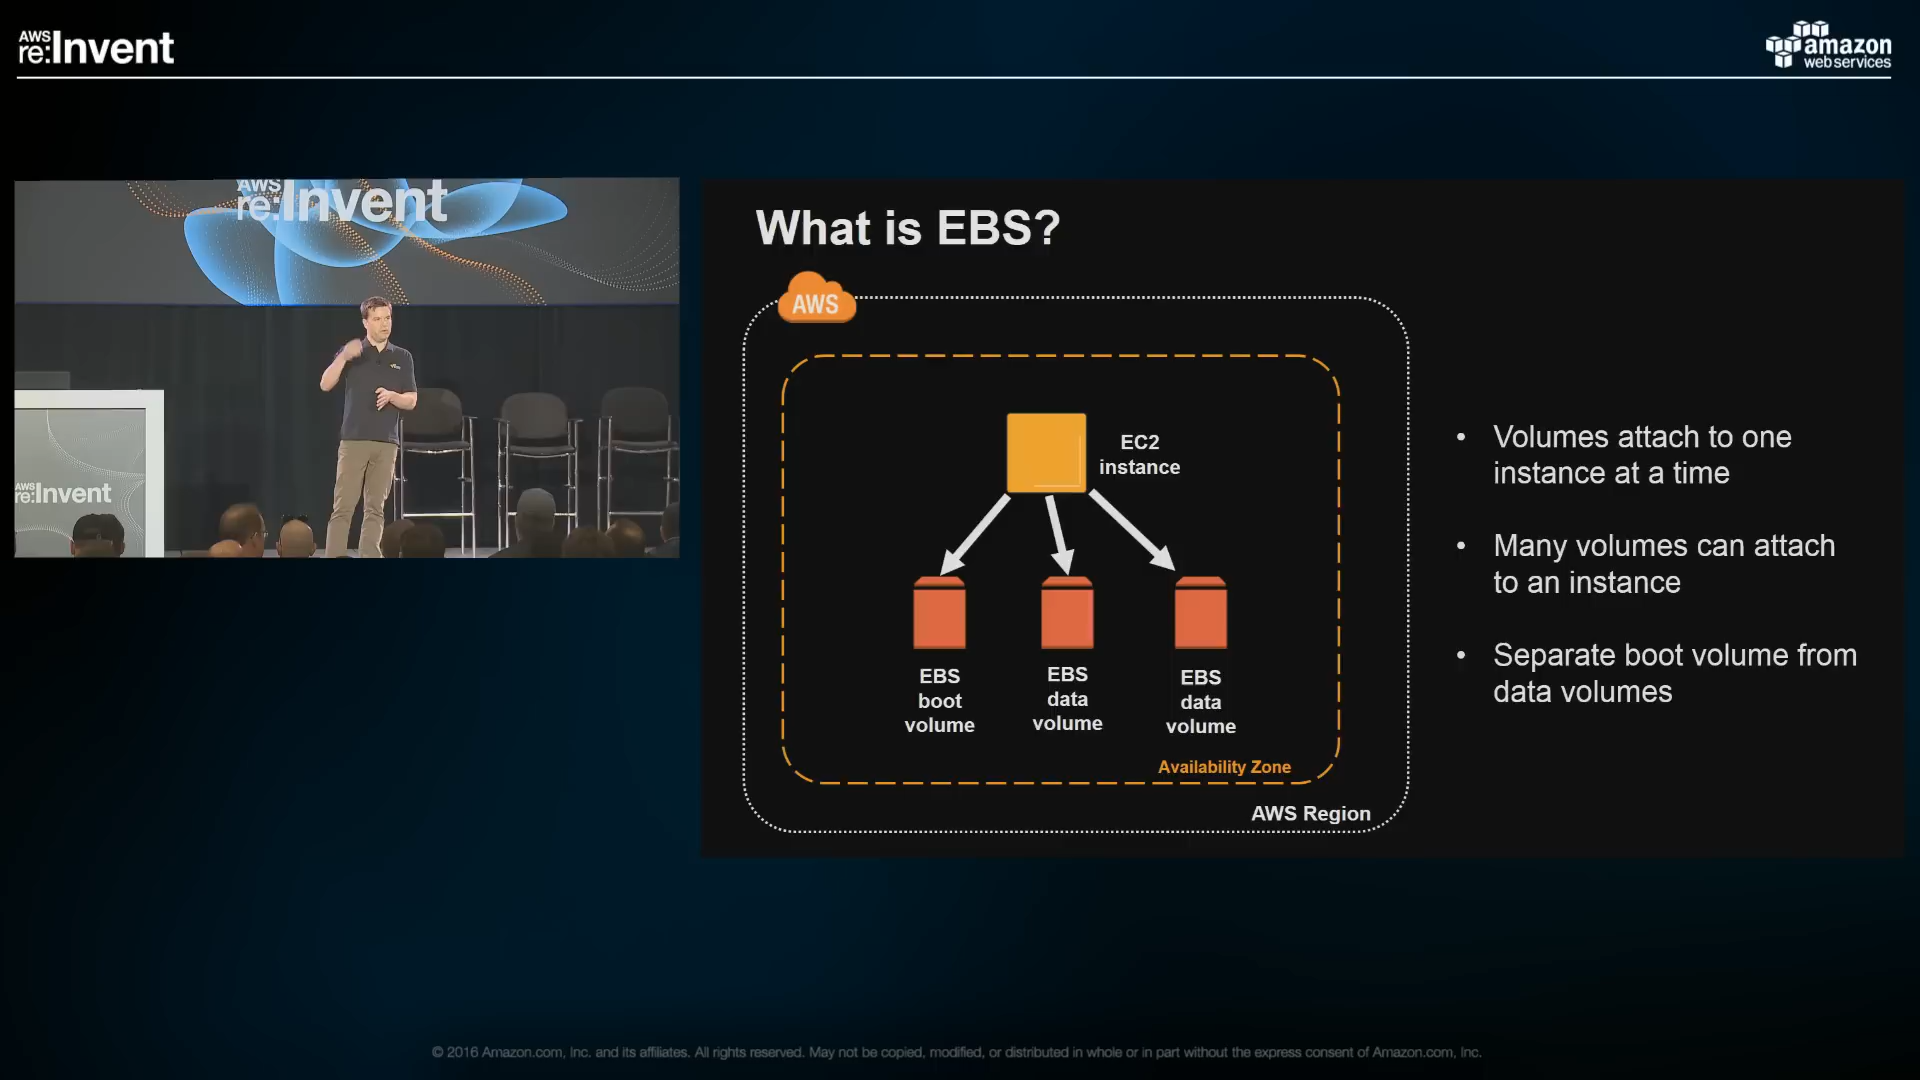 AWS
re:Invent
amazon
webservices
AWS
re:Invent
AWS
re:Invent
What is EBS?
AWS
EC2
instance
EBS
boot
volume
EBS
data
volume
EBS
data
volume
Availability Zone
AWS Region
• Volumes attach to one
instance at a time
• Many volumes can attach
to an instance
• Separate boot volume from
data volumes
© 2016 Amazon.com, Inc. and its affiliates. All rights reserved. May not be copied, modified, or distributed in whole or in part without the express consent of Amazon.com, Inc.